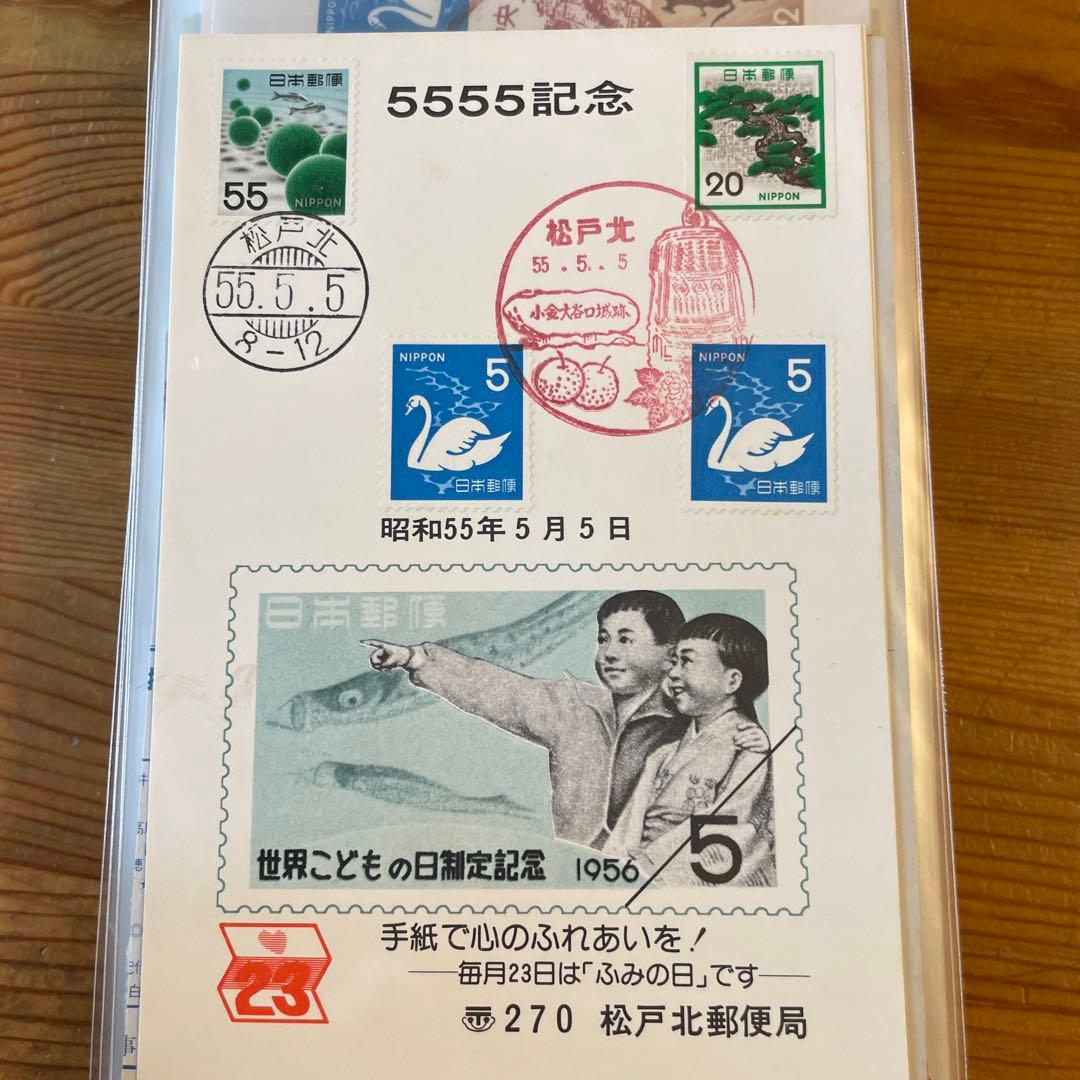 5555記念
日本郵便
55
NIPPON
日本郵便
20
NIPPON
松戸北
55.5.5
8-12
松戸北
55.5.5
小金大谷口城跡
NIPPON
5
日本郵便
NIPPON
5
日本郵便
昭和55年5月5日
日本郵便
世界こどもの日制定記念 1956
5
手紙で心のふれあいを!
毎月23日は「ふみの日」です
23
270 松戸北郵便局